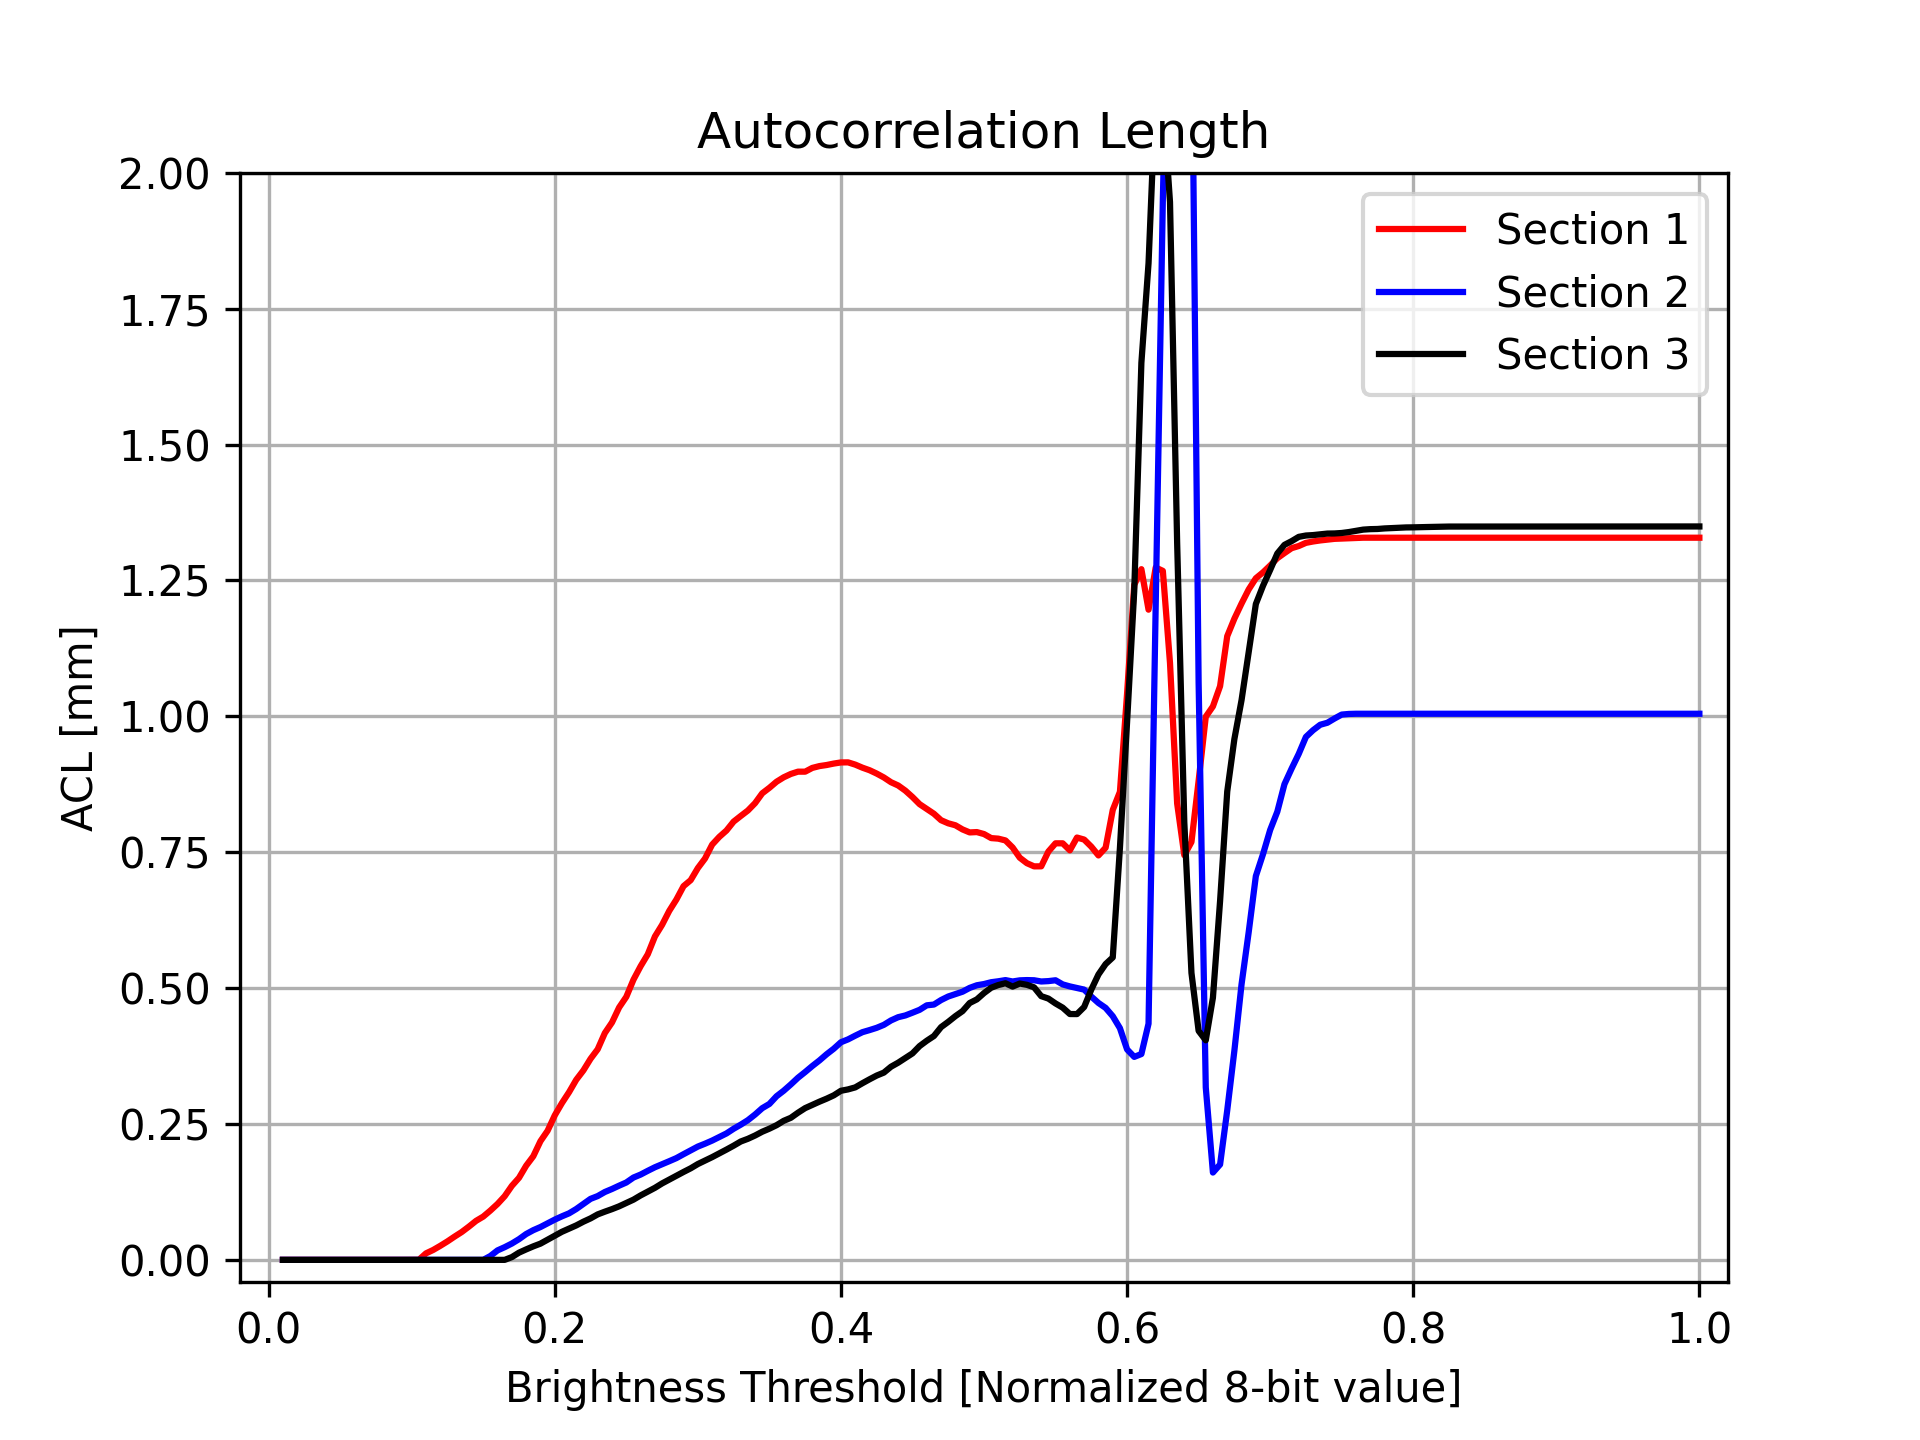 Autocorrelation Length
2.00
1.75
1.50
1.25
1.00
0.75
0.50
0.25
0.00
ACL [mm]
Section 1
Section 2
Section 3
0.0 0.2 0.4 0.6 0.8 1.0
Brightness Threshold [Normalized 8-bit value]